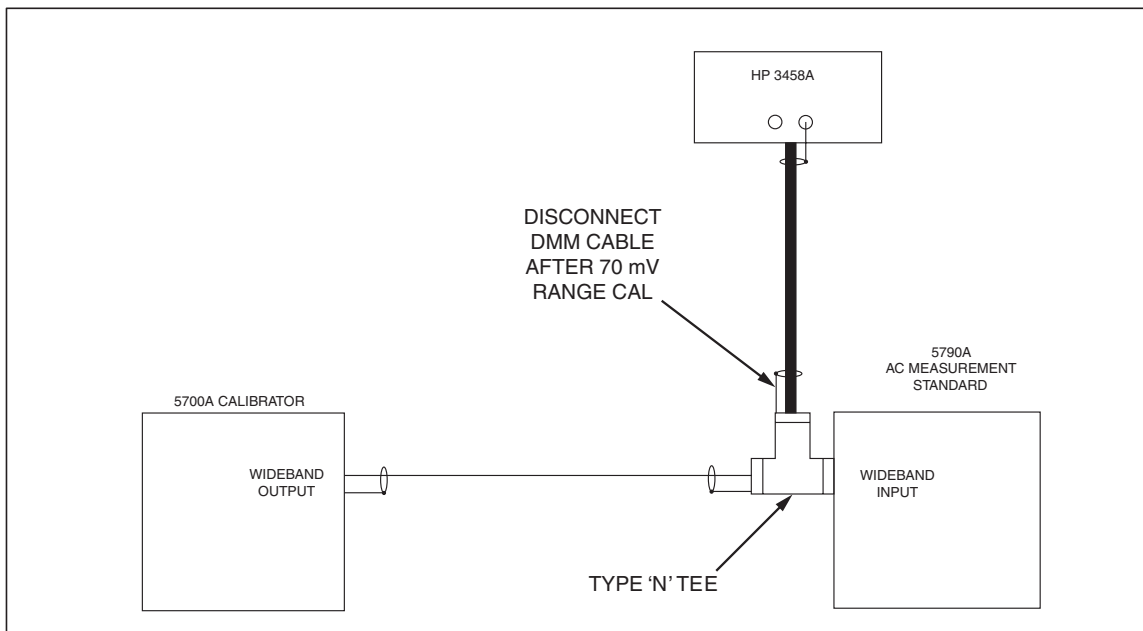 HP 3458A
DISCONNECT
DMM CABLE
AFTER 70 mV
RANGE CAL
5790A
AC MEASUREMENT
STANDARD
5700A CALIBRATOR
WIDEBAND
OUTPUT
WIDEBAND
INPUT
TYPE ‘N’ TEE